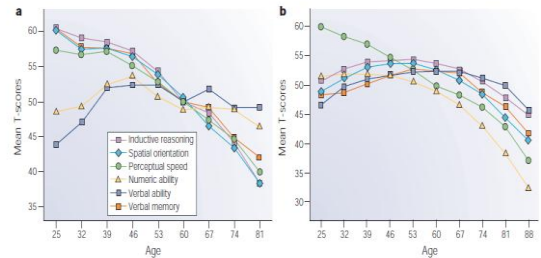 a
60
55
50
45
40
35
Mean T-scores
Inductive reasoning
Spatial orientation
Perceptual speed
Numeric ability
Verbal ability
Verbal memory
25 32 39 46 53 60 67 74 81
Age
b
60
55
50
45
40
35
30
Mean T-scores
25 32 39 46 53 60 67 74 81 88
Age